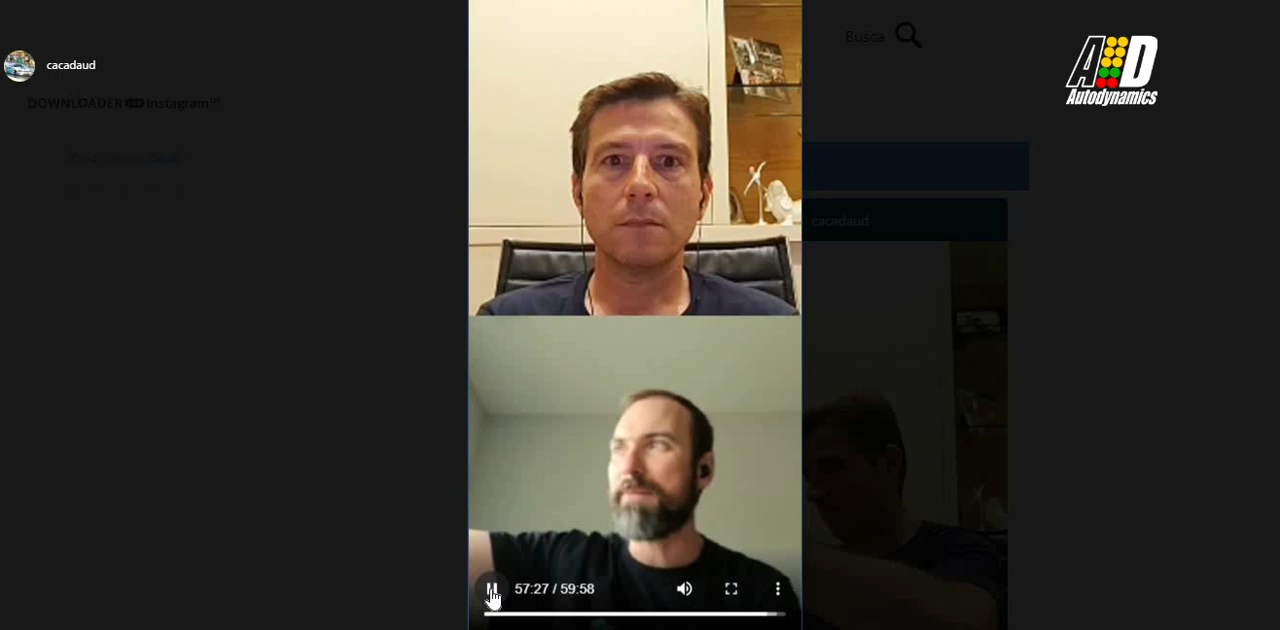 cacadaud
DOWNLOADER
Instagram
Busca
AD
Autodynamics
cacadaud
57:27 / 59:58